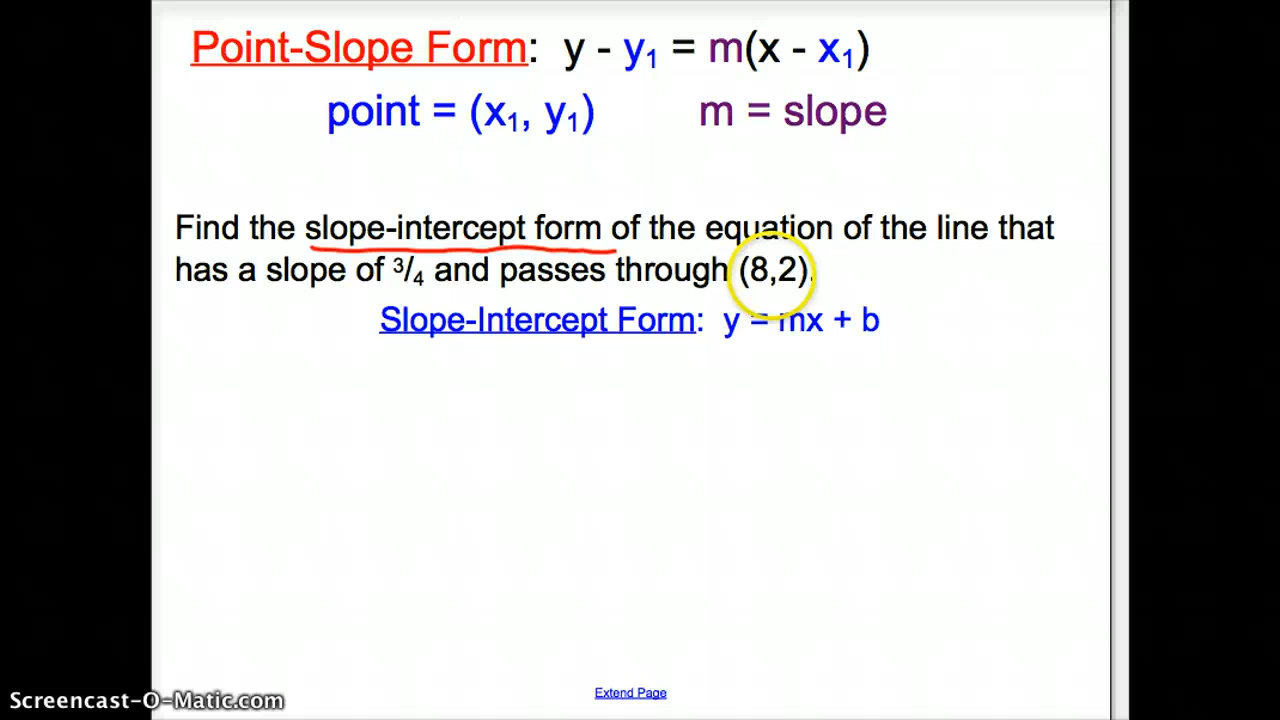 Point-Slope Form: y - y₁ = m(x - x₁)
point = (x₁, y₁) m = slope
Find the slope-intercept form of the equation of the line that
has a slope of ³/₄ and passes through (8,2).
Slope-Intercept Form: y = mx + b
Extend Page
Screencast-O-Matic.com